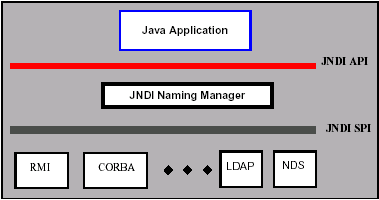 Java Application
JNDI API
JNDI Naming Manager
JNDI SPI
RMI
CORBA
LDAP
NDS